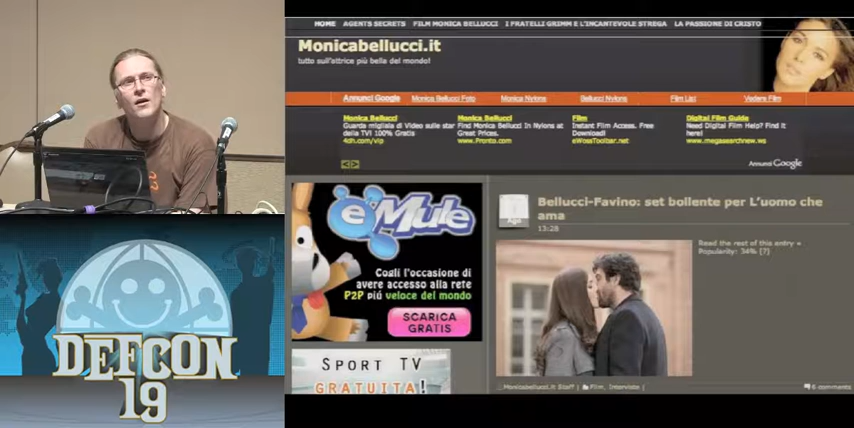 HOME AGENTS SECRETS FILM MONICA BELLUCCI I FRATELLI GRIMM E L'INCANTEVOLE STREGA LA PASSIONE DI CRISTO
Monicabellucci.it
tutto sull'attrice più bella del mondo!
Annunci Google Monica Bellucci Foto Monica Nylons Bellucci Nylons Film List Vedere Film
Monica Bellucci
Guarda migliaia di Video sulle star
della TV! 100% Gratis
Monica Bellucci
Find Monica Bellucci In Nylons at
Great Prices.
www.Pronto.com
Film
Instant Film Access. Free
Download!
Digital Film Guide
Need Digital Film Help? Find it
here!
www.megasearchnew.ws
Annunci Google
eMule
Cogli l'occasione di
avere accesso alla rete
P2P più veloce del mondo
SCARICA
GRATIS
SPORT TV
GRATUITA!
Bellucci-Favino: set bollente per L'uomo che
ama
13:28
Read the rest of this entry »
Popularity: 34% [?]
Monicabellucci.it Staff | Film, Interviste |
6 comments
DEFCON
19